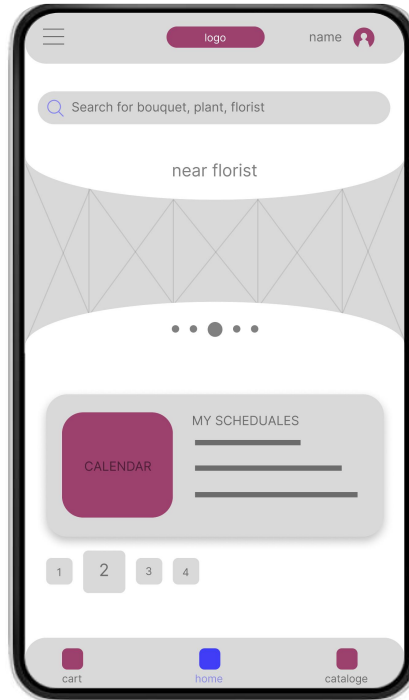 logo
name
Search for bouquet, plant, florist
near florist
MY SCHEDUALES
CALENDAR
1
2
3
4
cart
home
cataloge